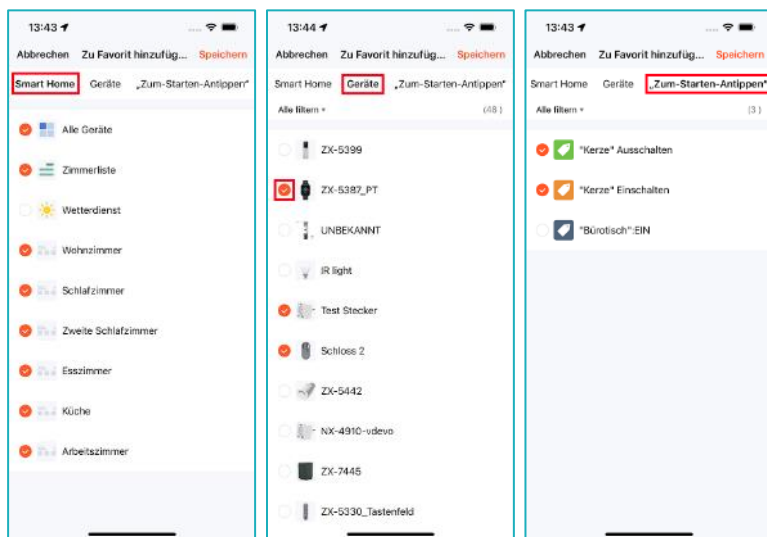 13:43
Abbrechen Zu Favorit hinzufüg... Speichern
Smart Home Geräte „Zum-Starten-Antippen“
Alle Geräte
Zimmerliste
Wetterdienst
Wohnzimmer
Schlafzimmer
Zweite Schlafzimmer
Esszimmer
Küche
Arbeitszimmer
13:44
Abbrechen Zu Favorit hinzufüg... Speichern
Smart Home Geräte „Zum-Starten-Antippen“
Alle filtern (48)
ZX-5399
ZX-5387_PT
UNBEKANNT
IR light
Test Stecker
Schloss 2
ZX-5442
NX-4910-vdevo
ZX-7445
ZX-5330_Tastenfeld
13:43
Abbrechen Zu Favorit hinzufüg... Speichern
Smart Home Geräte „Zum-Starten-Antippen“
Alle filtern (3)
"Kerze" Ausschalten
"Kerze" Einschalten
"Bürotisch":EIN